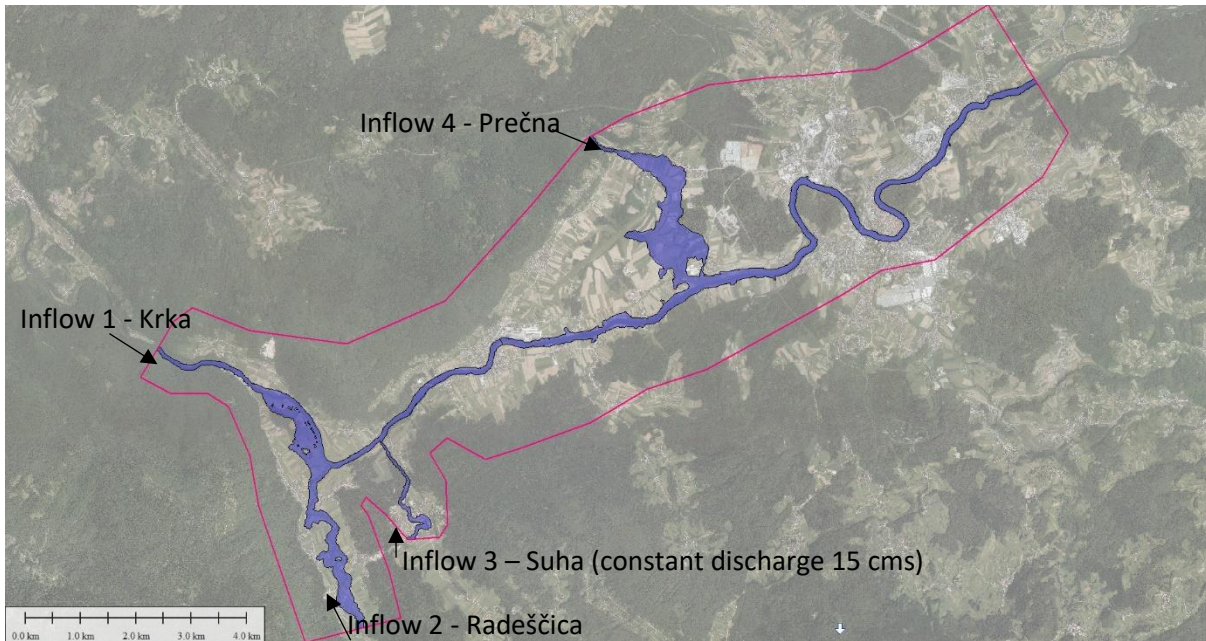 Inflow 4 - Prečna
Inflow 1 - Krka
Inflow 3 – Suha (constant discharge 15 cms)
Inflow 2 - Radeščica
0.0 km 1.0 km 2.0 km 3.0 km 4.0 km